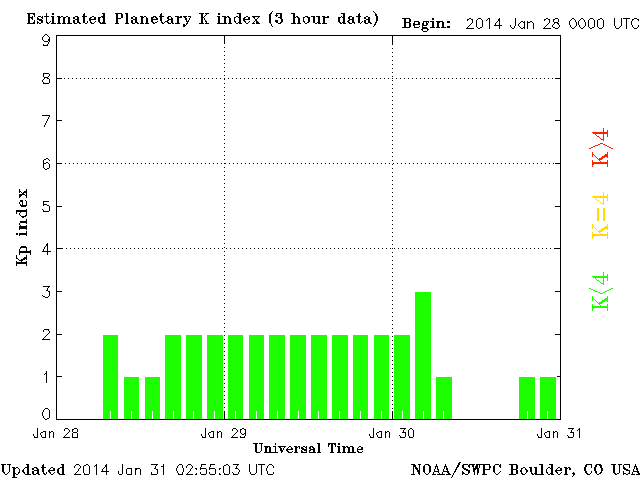 Estimated Planetary K index (3 hour data) Begin: 2014 Jan 28 0000 UTC
9
8
7
6
5
4
3
2
1
0
Kp index
K>4
K=4
K<4
Jan 28 Jan 29 Jan 30 Jan 31
Universal Time
Updated 2014 Jan 31 02:55:03 UTC NOAA/SWPC Boulder, CO USA